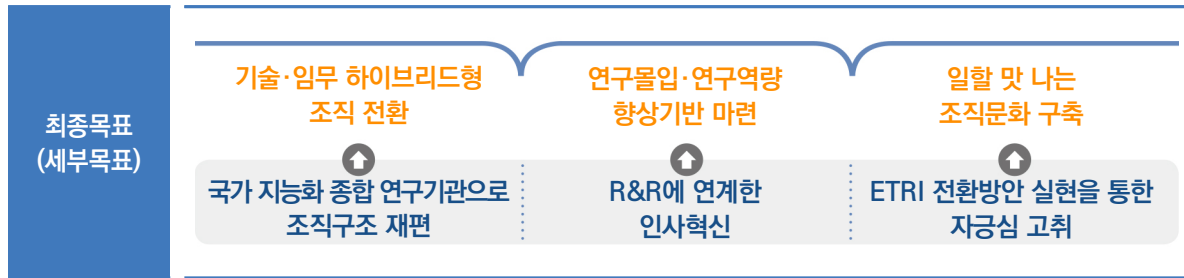 최종목표
(세부목표)
기술·임무 하이브리드형
조직 전환
연구몰입·연구역량
향상기반 마련
일할 맛 나는
조직문화 구축
국가 지능화 종합 연구기관으로
조직구조 재편
R&R에 연계한
인사혁신
ETRI 전환방안 실현을 통한
자긍심 고취